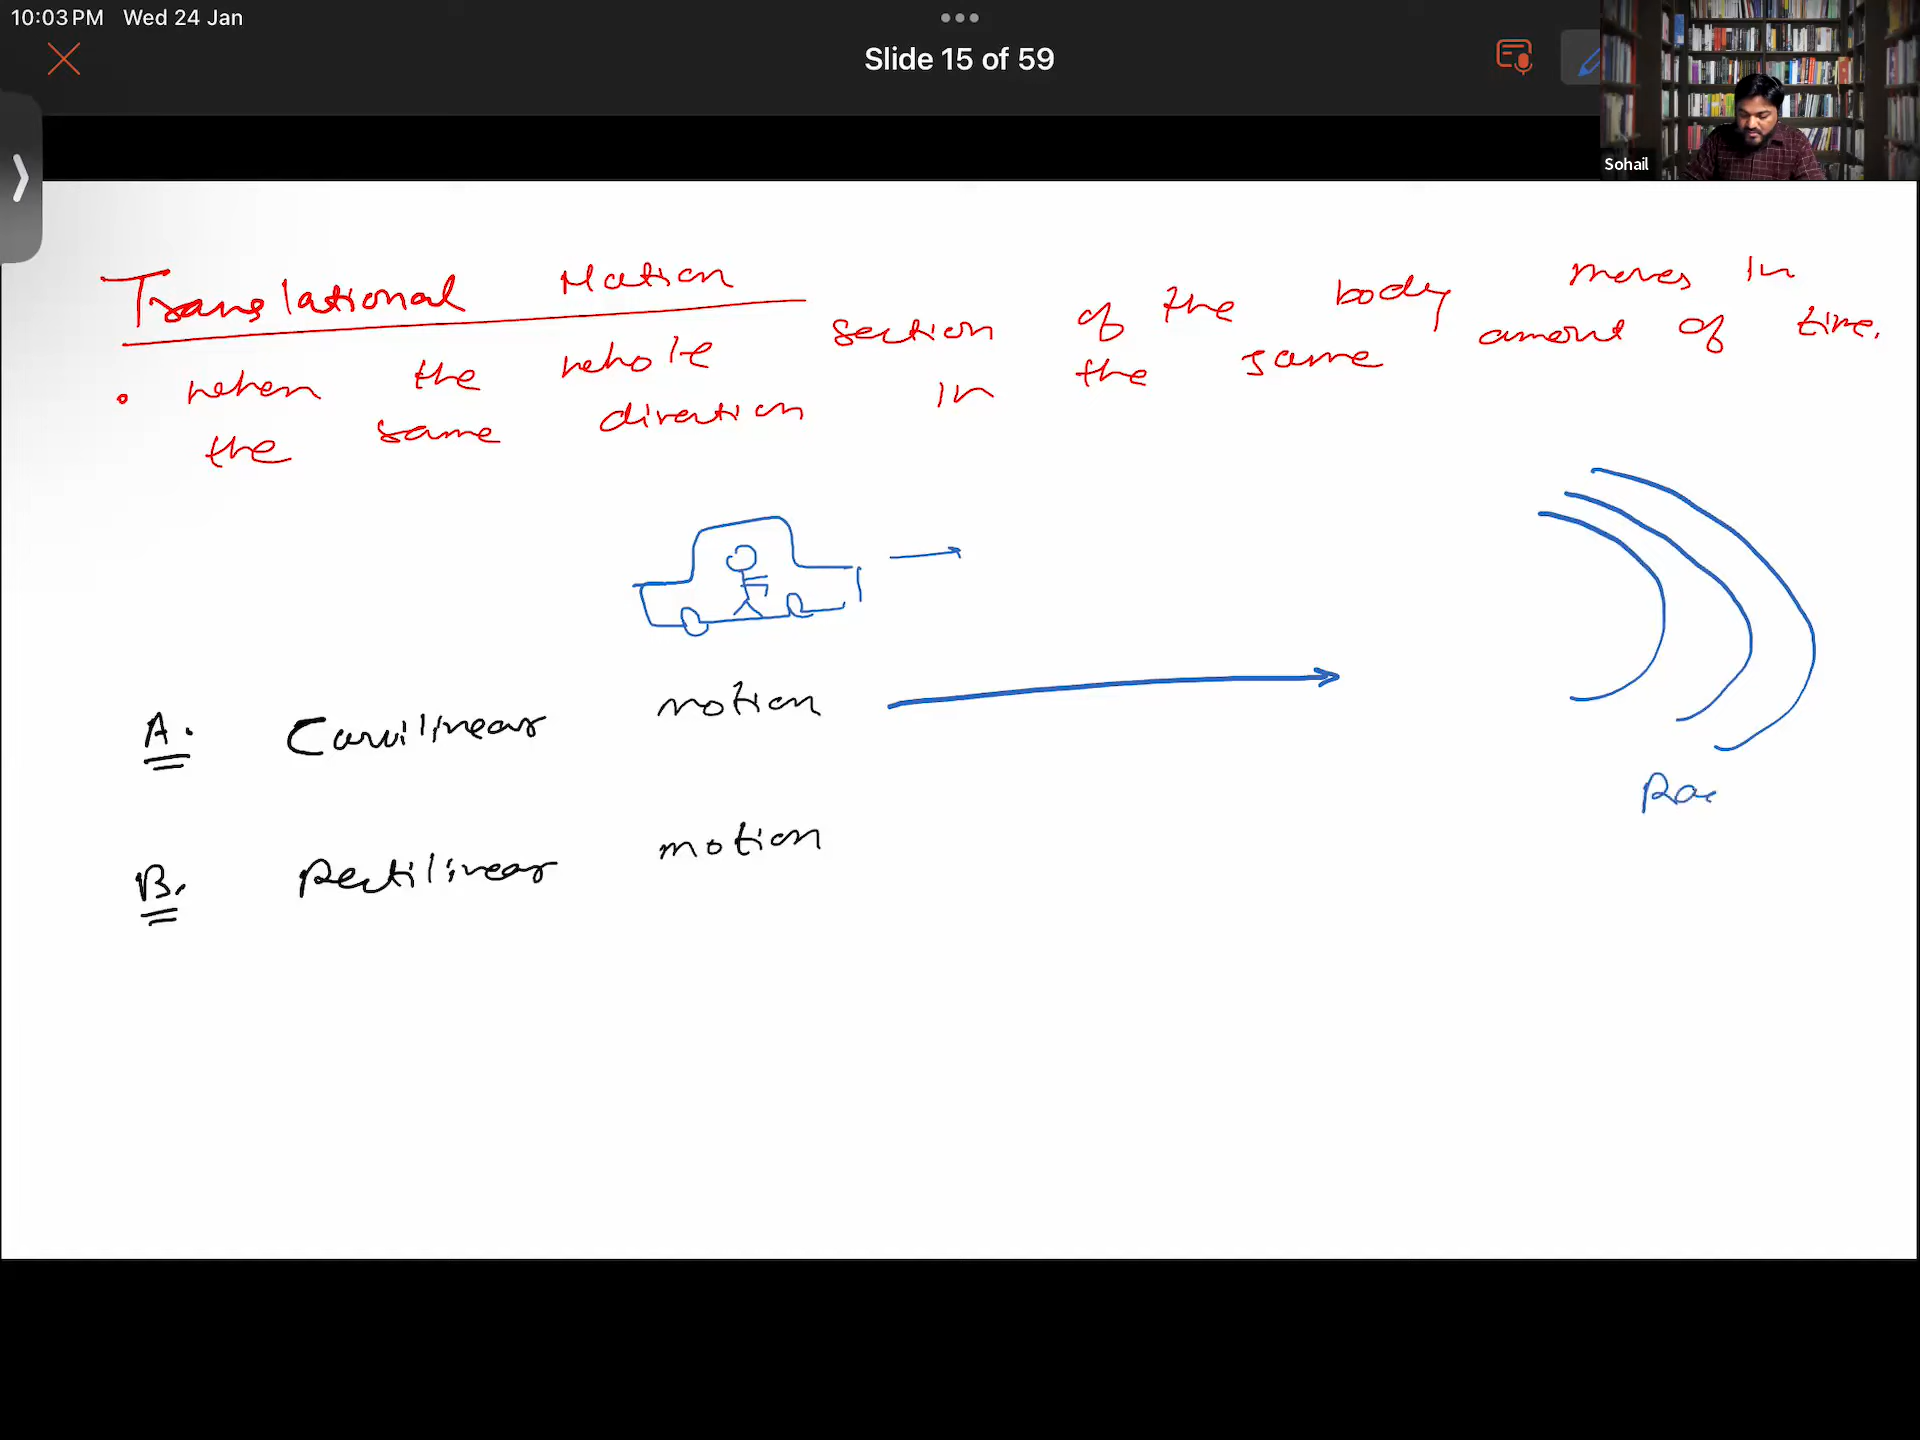 10:03 PM Wed 24 Jan
Slide 15 of 59
Sohail
Translational Motion
• when the whole section of the body moves in
the same direction in the same amount of time.
A. Curvilinear motion
Roa
B. Rectilinear motion